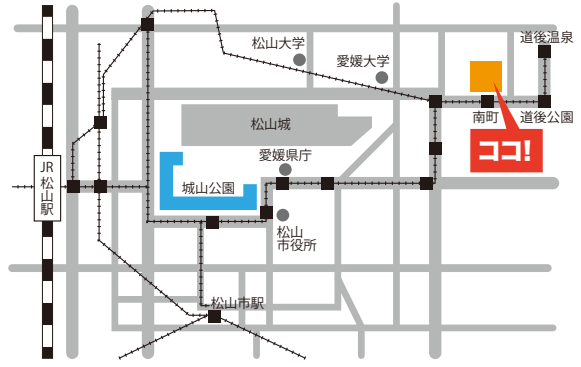 道後温泉
松山大学
愛媛大学
南町
道後公園
松山城
ココ!
愛媛県庁
JR
松
山
駅
城山公園
松山
市役所
松山市駅